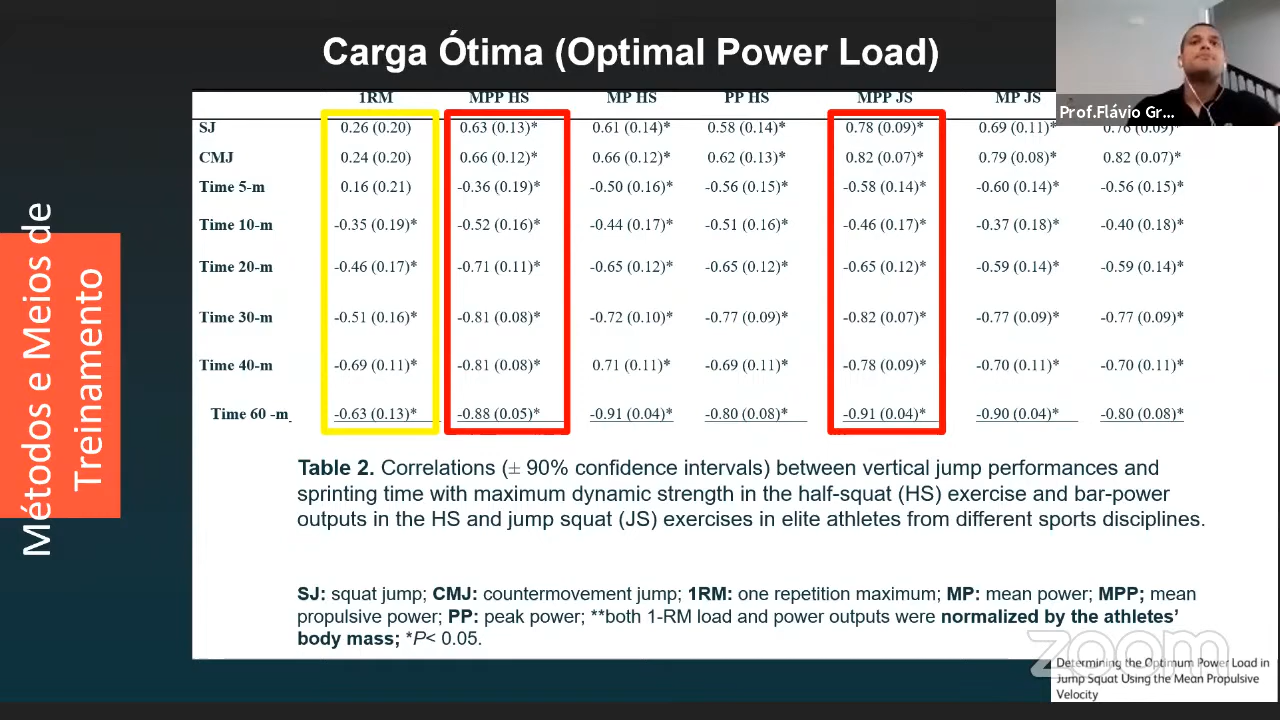 Carga Ótima (Optimal Power Load)
Prof.Flávio Gr...
Métodos e Meios de
Treinamento
1RM MPP HS MP HS PP HS MPP JS MP JS
SJ 0.26 (0.20) 0.63 (0.13)* 0.61 (0.14)* 0.58 (0.14)* 0.78 (0.09)* 0.69 (0.11)* 0.76 (0.09)*
CMJ 0.24 (0.20) 0.66 (0.12)* 0.66 (0.12)* 0.62 (0.13)* 0.82 (0.07)* 0.79 (0.08)* 0.82 (0.07)*
Time 5-m 0.16 (0.21) -0.36 (0.19)* -0.50 (0.16)* -0.56 (0.15)* -0.58 (0.14)* -0.60 (0.14)* -0.56 (0.15)*
Time 10-m -0.35 (0.19)* -0.52 (0.16)* -0.44 (0.17)* -0.51 (0.16)* -0.46 (0.17)* -0.37 (0.18)* -0.40 (0.18)*
Time 20-m -0.46 (0.17)* -0.71 (0.11)* -0.65 (0.12)* -0.65 (0.12)* -0.65 (0.12)* -0.59 (0.14)* -0.59 (0.14)*
Time 30-m -0.51 (0.16)* -0.81 (0.08)* -0.72 (0.10)* -0.77 (0.09)* -0.82 (0.07)* -0.77 (0.09)* -0.77 (0.09)*
Time 40-m -0.69 (0.11)* -0.81 (0.08)* 0.71 (0.11)* -0.69 (0.11)* -0.78 (0.09)* -0.70 (0.11)* -0.70 (0.11)*
Time 60 -m -0.63 (0.13)* -0.88 (0.05)* -0.91 (0.04)* -0.80 (0.08)* -0.91 (0.04)* -0.90 (0.04)* -0.80 (0.08)*
Table 2. Correlations (± 90% confidence intervals) between vertical jump performances and
sprinting time with maximum dynamic strength in the half-squat (HS) exercise and bar-power
outputs in the HS and jump squat (JS) exercises in elite athletes from different sports disciplines.
SJ: squat jump; CMJ: countermovement jump; 1RM: one repetition maximum; MP: mean power; MPP; mean
propulsive power; PP: peak power; **both 1-RM load and power outputs were normalized by the athletes’
body mass; *P< 0.05.
zoom
Determining the Optimum Power Load in
Jump Squat Using the Mean Propulsive
Velocity